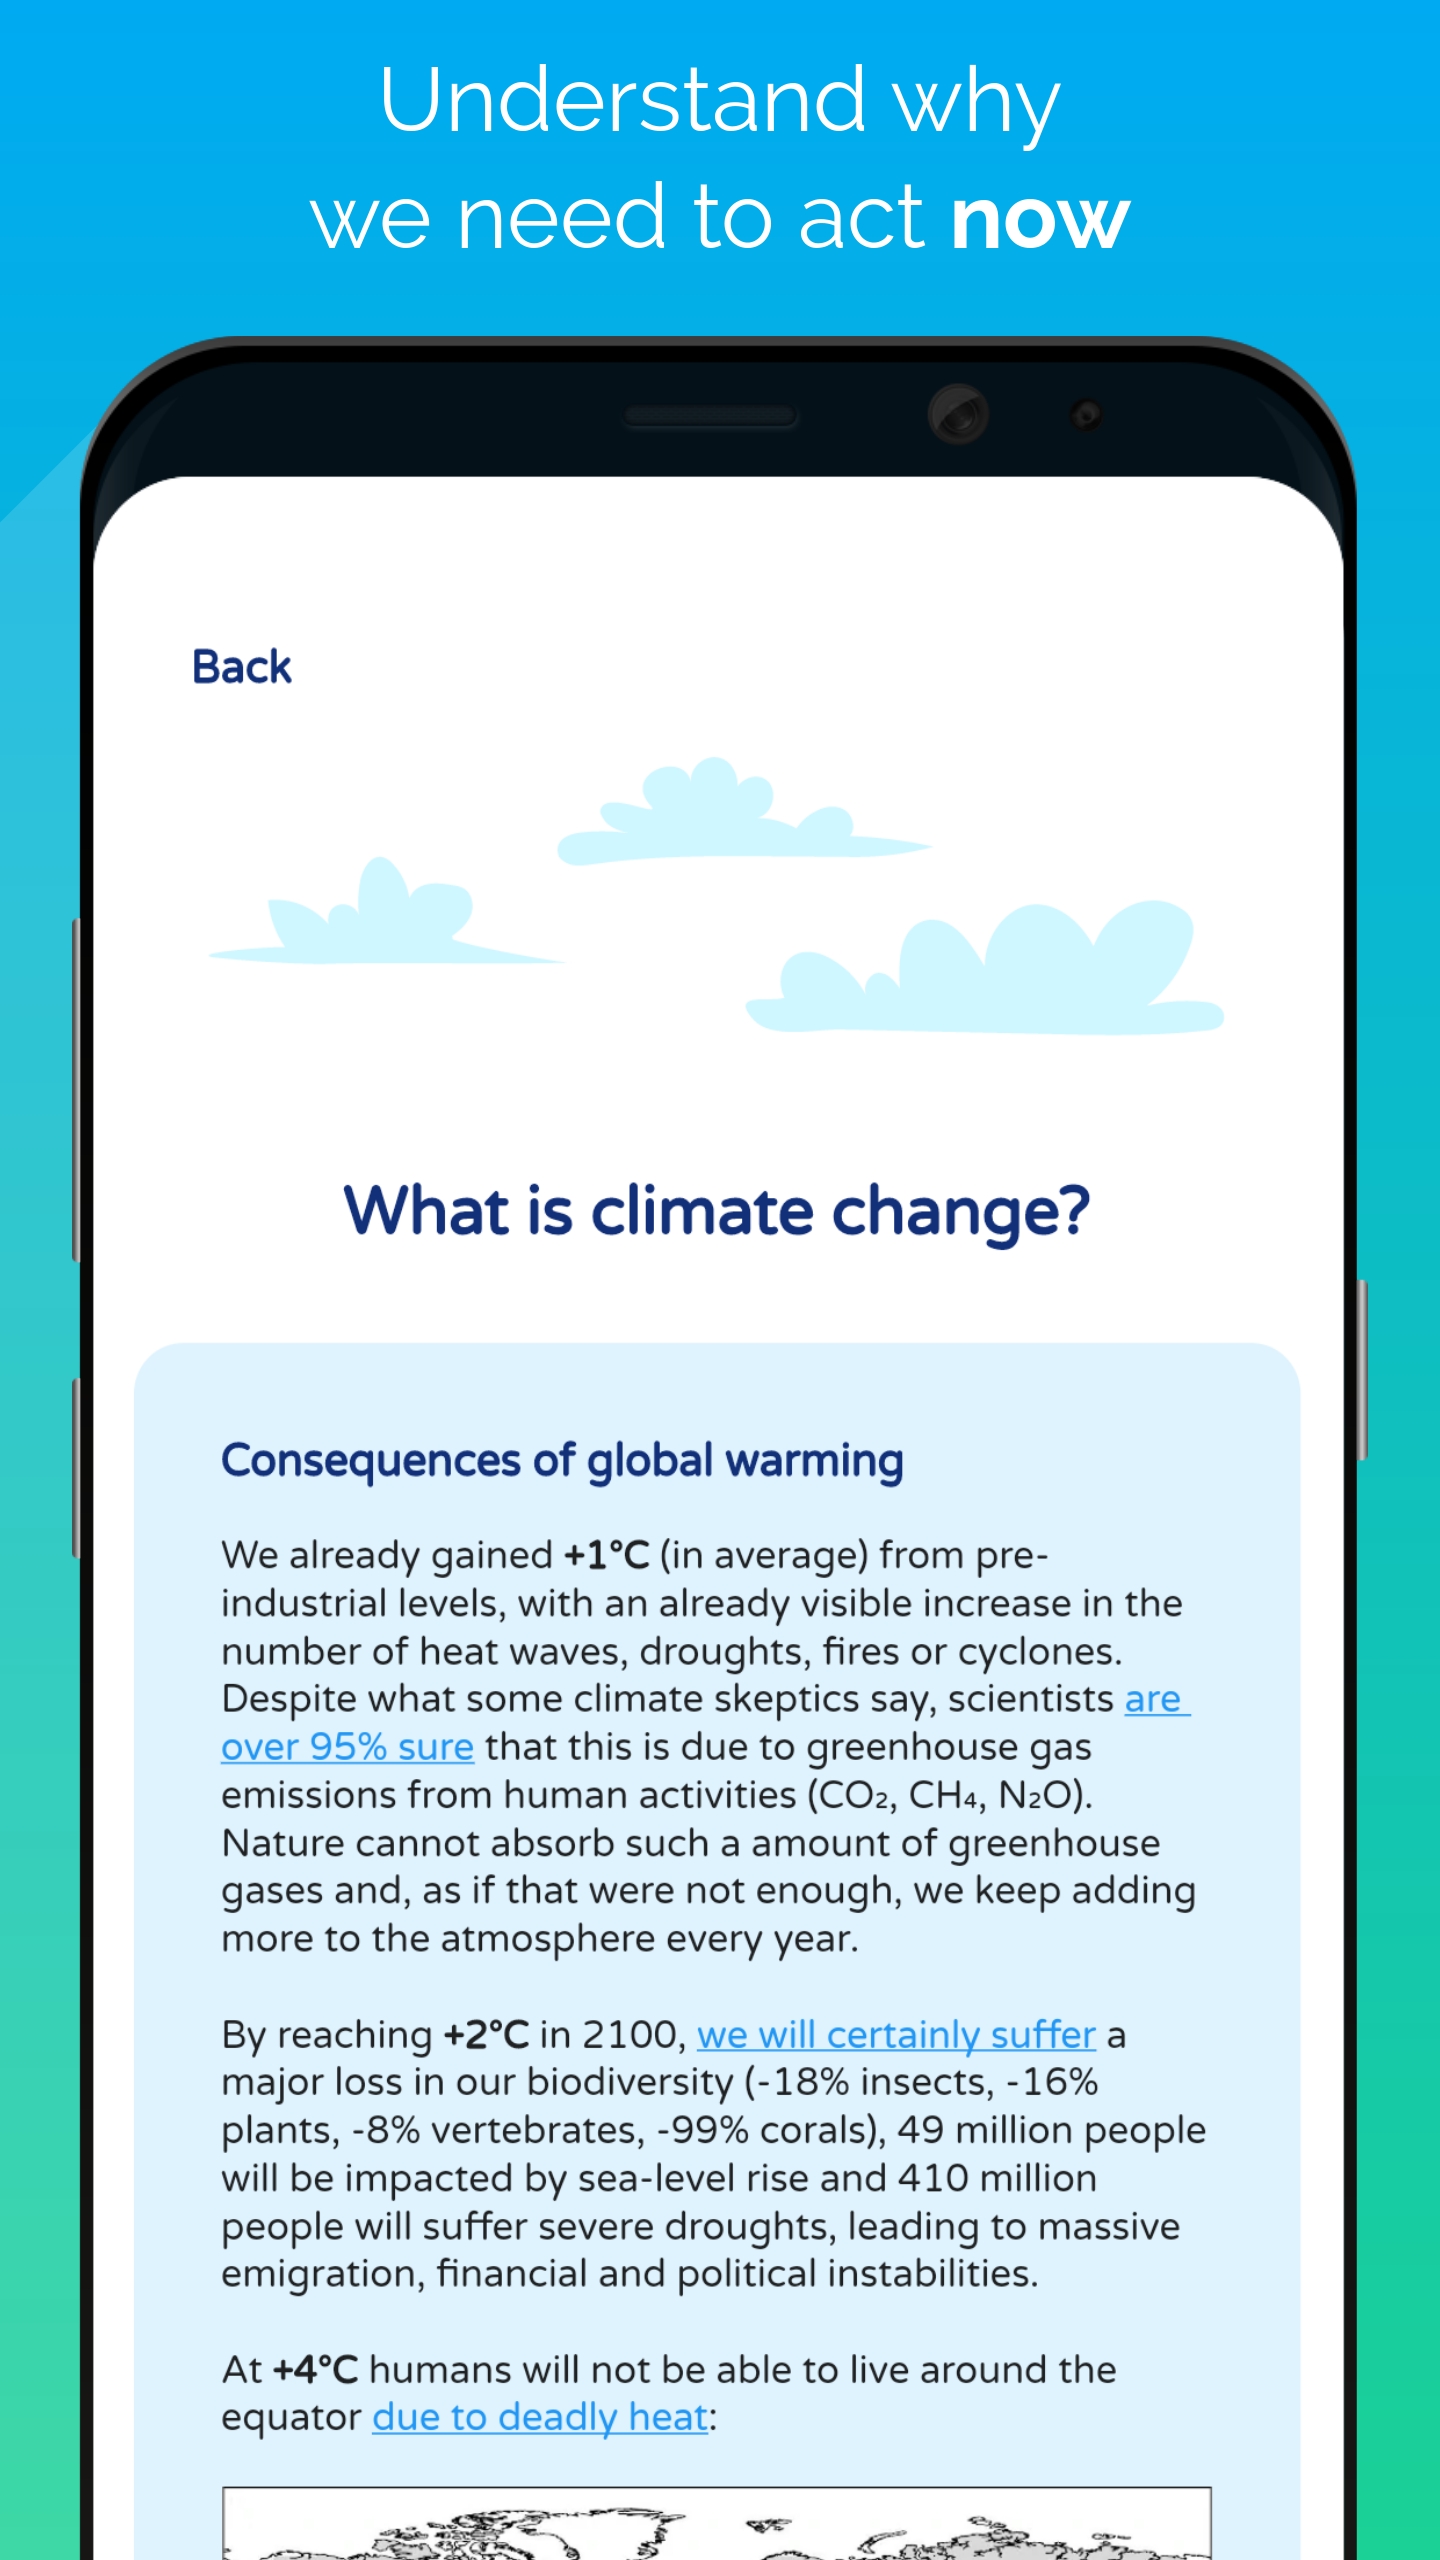 Understand why
we need to act now
Back
What is climate change?
Consequences of global warming
We already gained +1°C (in average) from pre-
industrial levels, with an already visible increase in the
number of heat waves, droughts, fires or cyclones.
Despite what some climate skeptics say, scientists are
over 95% sure that this is due to greenhouse gas
emissions from human activities (CO₂, CH₄, N₂O).
Nature cannot absorb such a amount of greenhouse
gases and, as if that were not enough, we keep adding
more to the atmosphere every year.
By reaching +2°C in 2100, we will certainly suffer a
major loss in our biodiversity (-18% insects, -16%
plants, -8% vertebrates, -99% corals), 49 million people
will be impacted by sea-level rise and 410 million
people will suffer severe droughts, leading to massive
emigration, financial and political instabilities.
At +4°C humans will not be able to live around the
equator due to deadly heat: